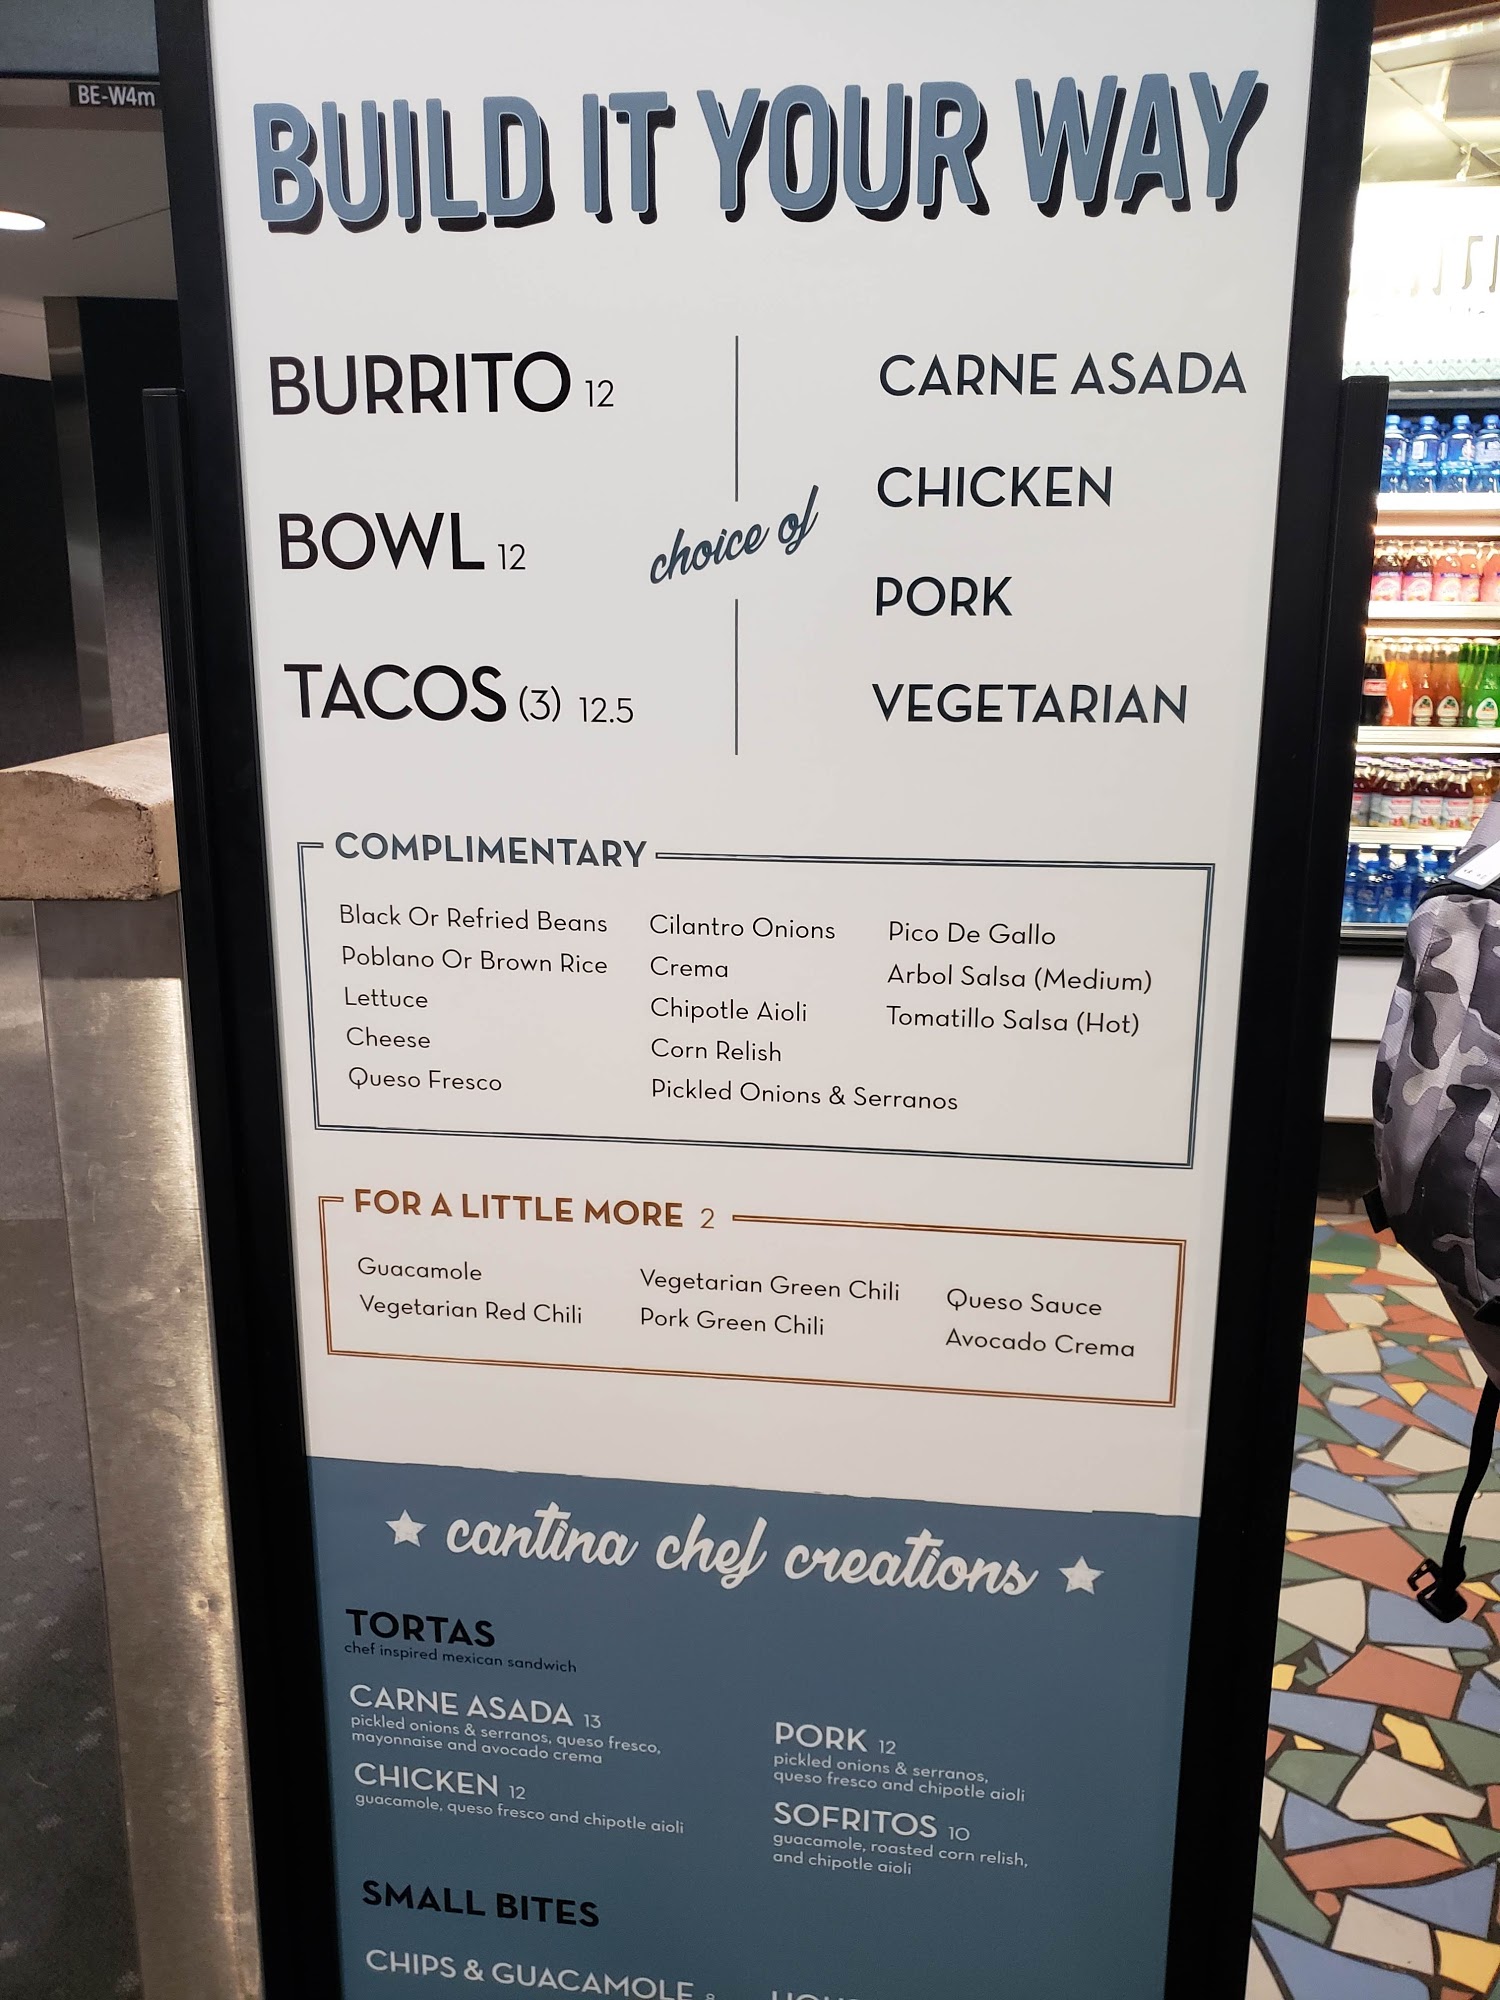 BE-W4m
BUILD IT YOUR WAY
BURRITO 12
BOWL 12
TACOS (3) 12.5
choice of
CARNE ASADA
CHICKEN
PORK
VEGETARIAN
COMPLIMENTARY
Black Or Refried Beans
Poblano Or Brown Rice
Lettuce
Cheese
Queso Fresco
Cilantro Onions
Crema
Chipotle Aioli
Corn Relish
Pickled Onions & Serranos
Pico De Gallo
Arbol Salsa (Medium)
Tomatillo Salsa (Hot)
FOR A LITTLE MORE 2
Guacamole
Vegetarian Red Chili
Vegetarian Green Chili
Pork Green Chili
Queso Sauce
Avocado Crema
cantina chef creations
TORTAS
chef inspired mexican sandwich
CARNE ASADA 13
pickled onions & serranos, queso fresco,
mayonnaise and avocado crema
CHICKEN 12
guacamole, queso fresco and chipotle aioli
PORK 12
pickled onions & serranos,
queso fresco and chipotle aioli
SOFRITOS 10
guacamole, roasted corn relish,
and chipotle aioli
SMALL BITES
CHIPS & GUACAMOLE